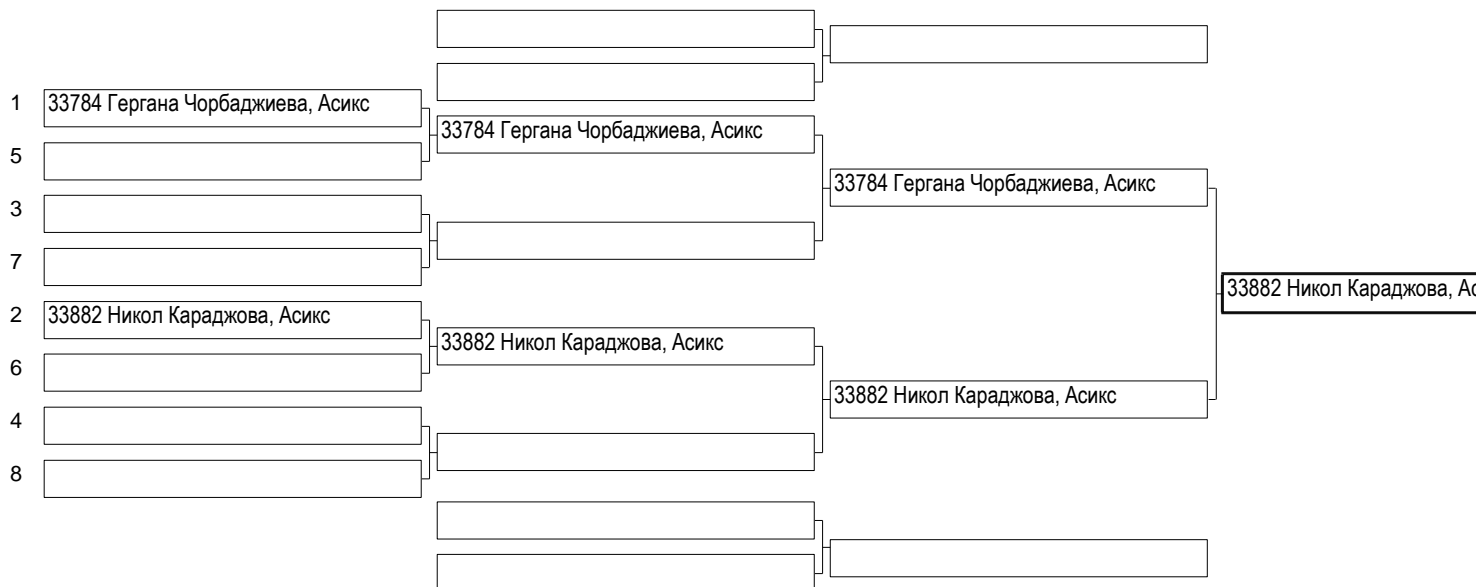 1 33784 Гергана Чорбаджиева, Асикс
33784 Гергана Чорбаджиева, Асикс
5
33784 Гергана Чорбаджиева, Асикс
3
7
33882 Никол Караджова,
2 33882 Никол Караджова, Асикс
33882 Никол Караджова, Асикс
6
33882 Никол Караджова, Асикс
4
8